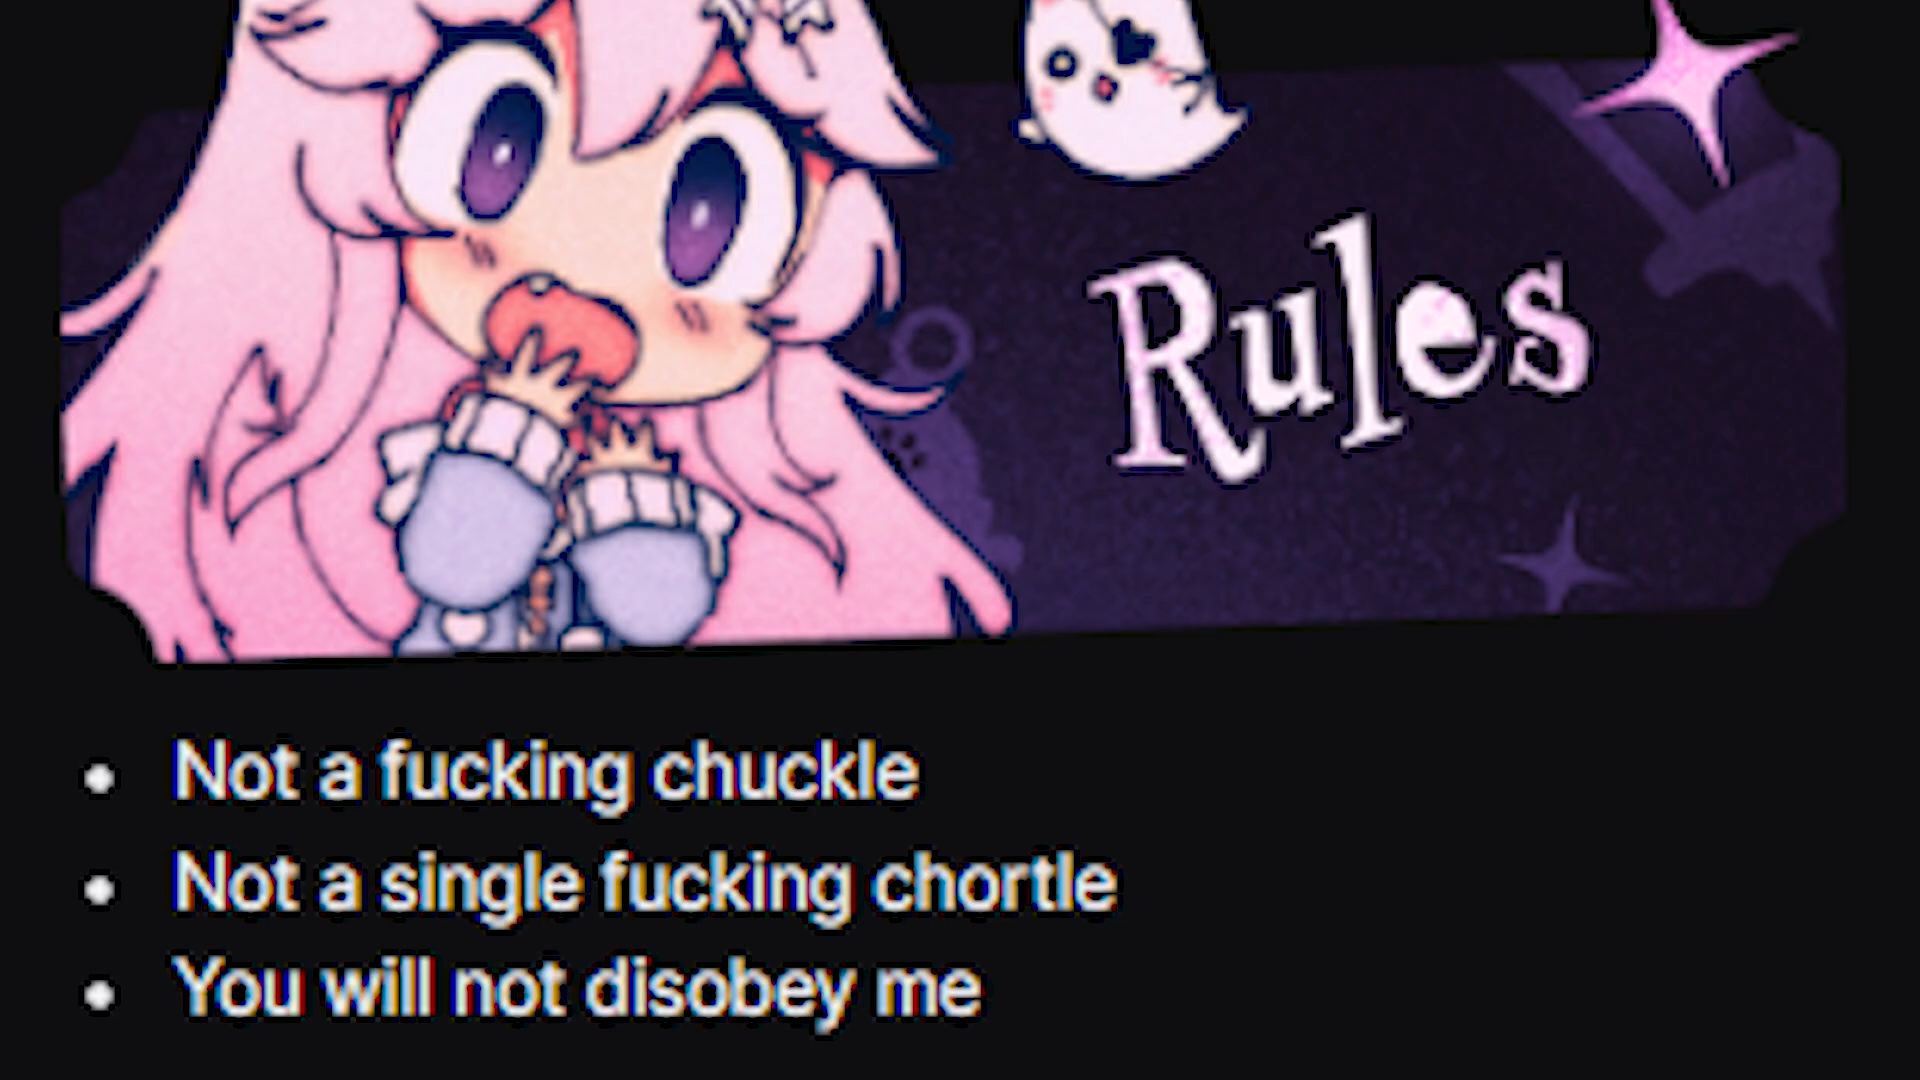 Rules
• Not a fucking chuckle
• Not a single fucking chortle
• You will not disobey me